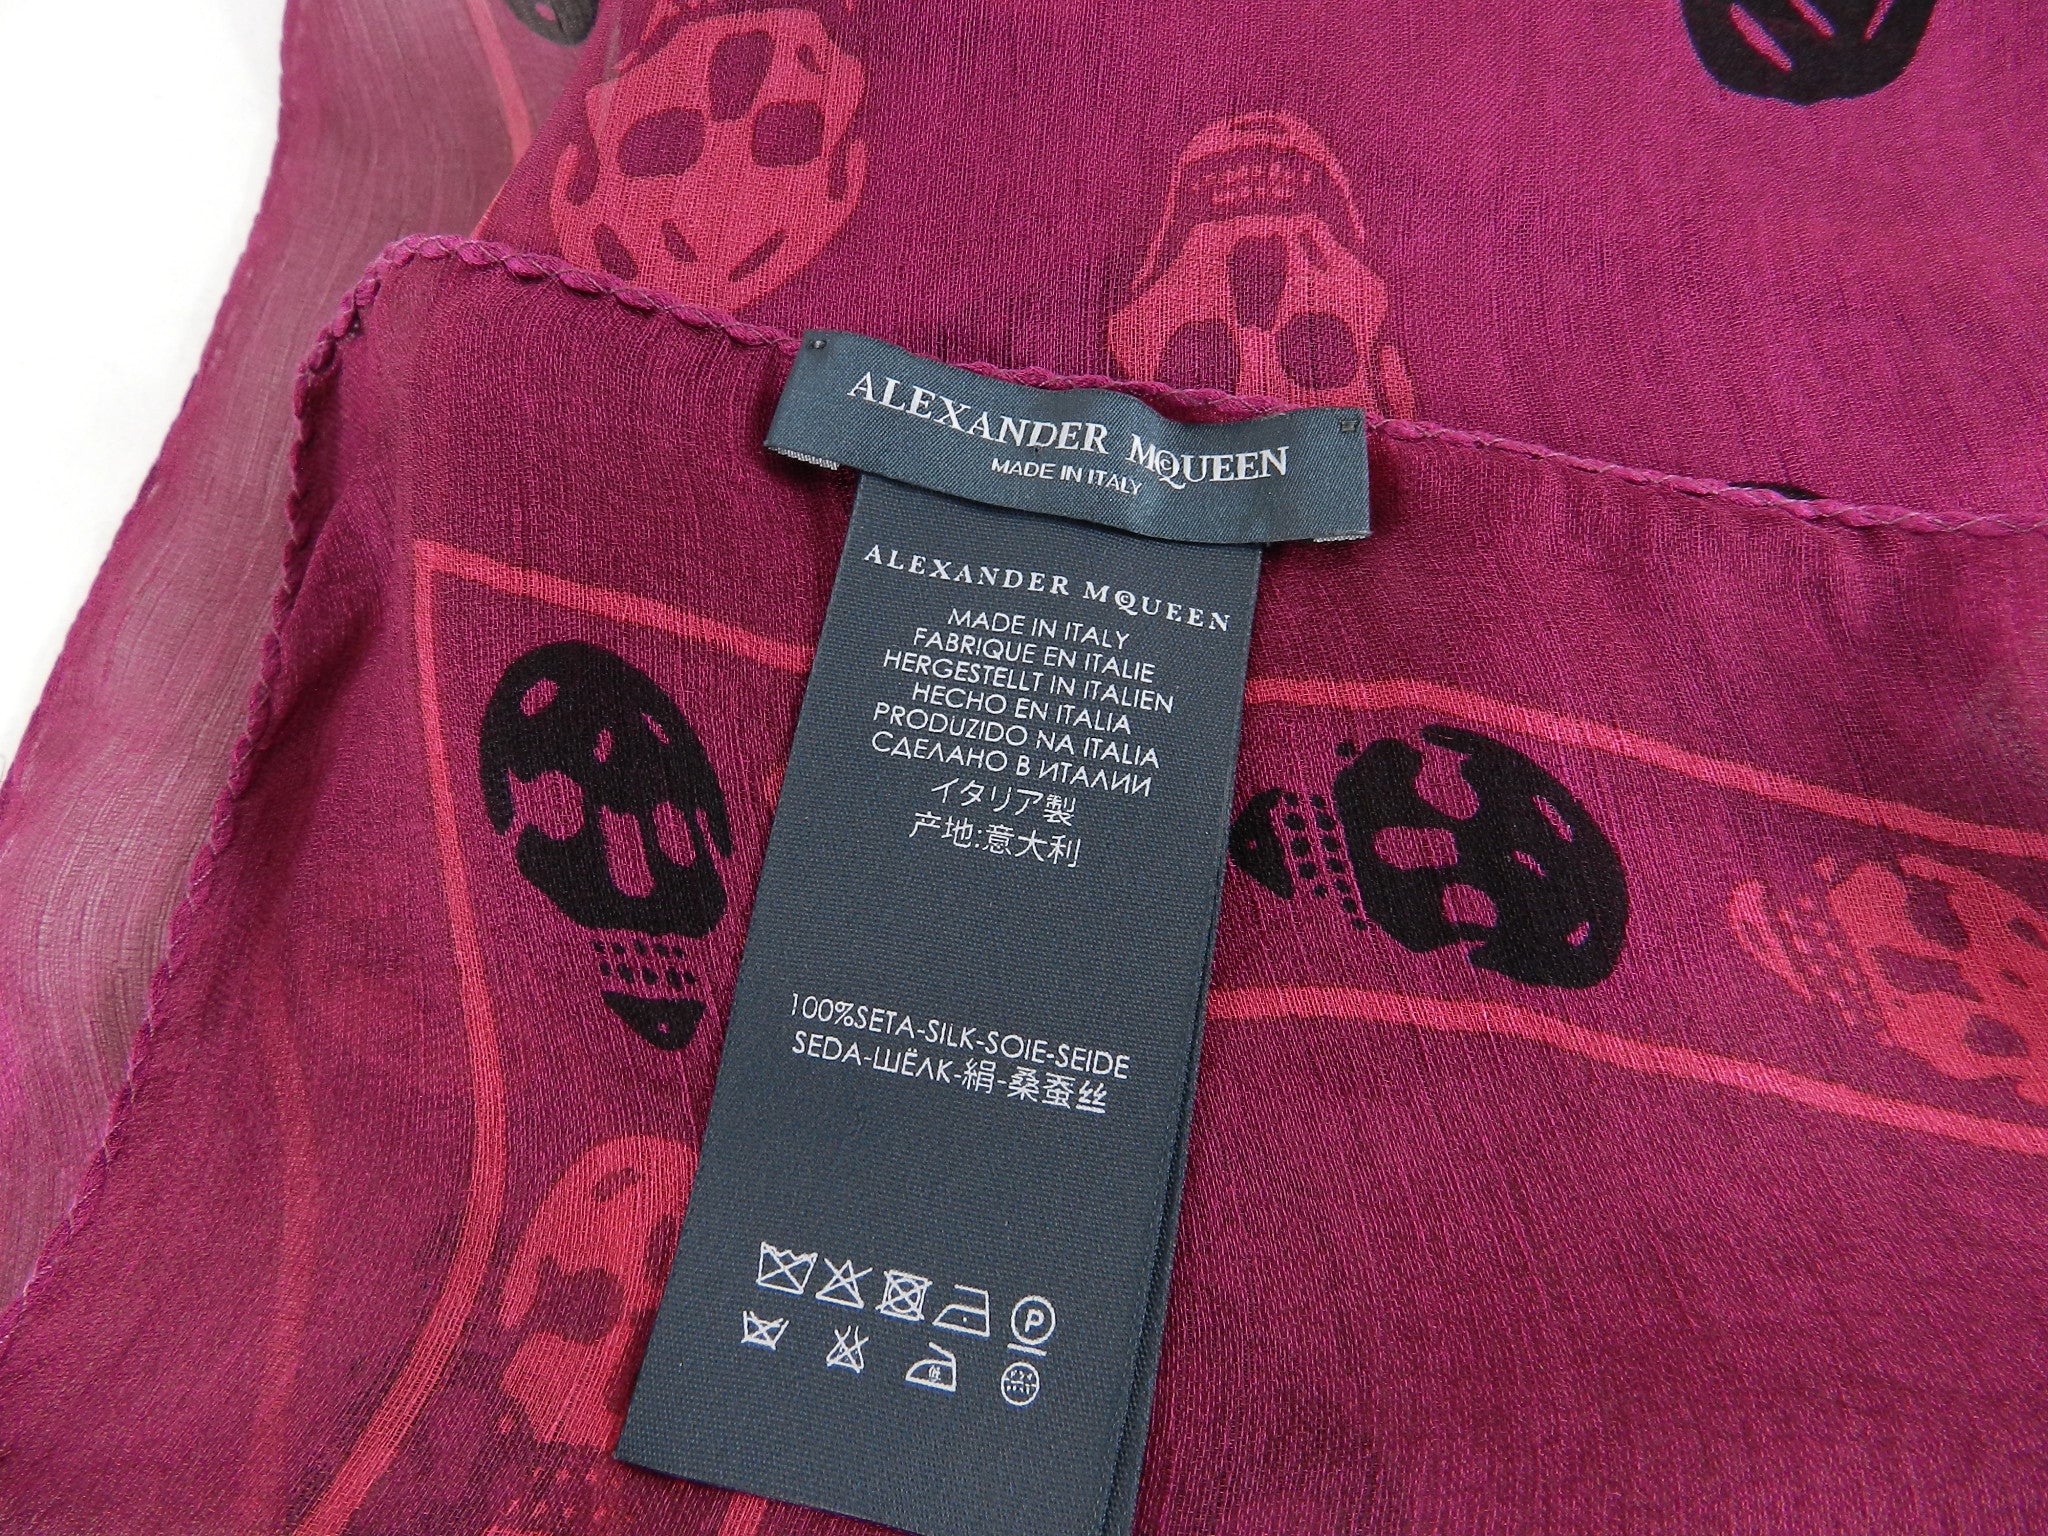 ALEXANDER MCQUEEN
MADE IN ITALY
ALEXANDER MCQUEEN
MADE IN ITALY
FABRIQUE EN ITALIE
HERGESTELLT IN ITALIEN
HECHO EN ITALIA
PRODUZIDO NA ITALIA
СДЕЛАНО В ИТАЛИИ
イタリア製
产地:意大利
100%SETA-SILK-SOIE-SEIDE
SEDA-ШЁЛК-絹-桑蚕丝
P
低